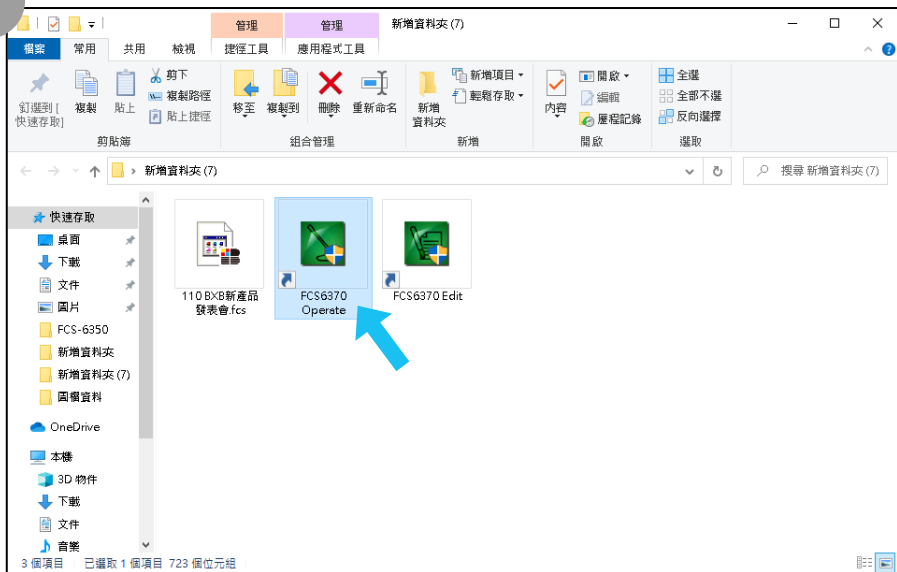 管理
管理
新增資料夾 (7)
檔案
常用
共用
檢視
捷徑工具
應用程式工具
釘選到 [
快速存取]
複製
貼上
剪下
複製路徑
貼上捷徑
剪貼簿
移至
複製到
刪除
重新命名
組合管理
新增
資料夾
新增項目
輕鬆存取
新增
內容
開啟
編輯
歷程記錄
開啟
全選
全部不選
反向選擇
選取
新增資料夾 (7)
搜尋 新增資料夾 (7)
快速存取
桌面
下載
文件
圖片
FCS-6350
新增資料夾
新增資料夾 (7)
圖檔資料
OneDrive
本機
3D 物件
下載
文件
音樂
110 BXB新產品
發表會.fcs
FCS6370
Operate
FCS6370 Edit
3 個項目
已選取 1 個項目 723 個位元組